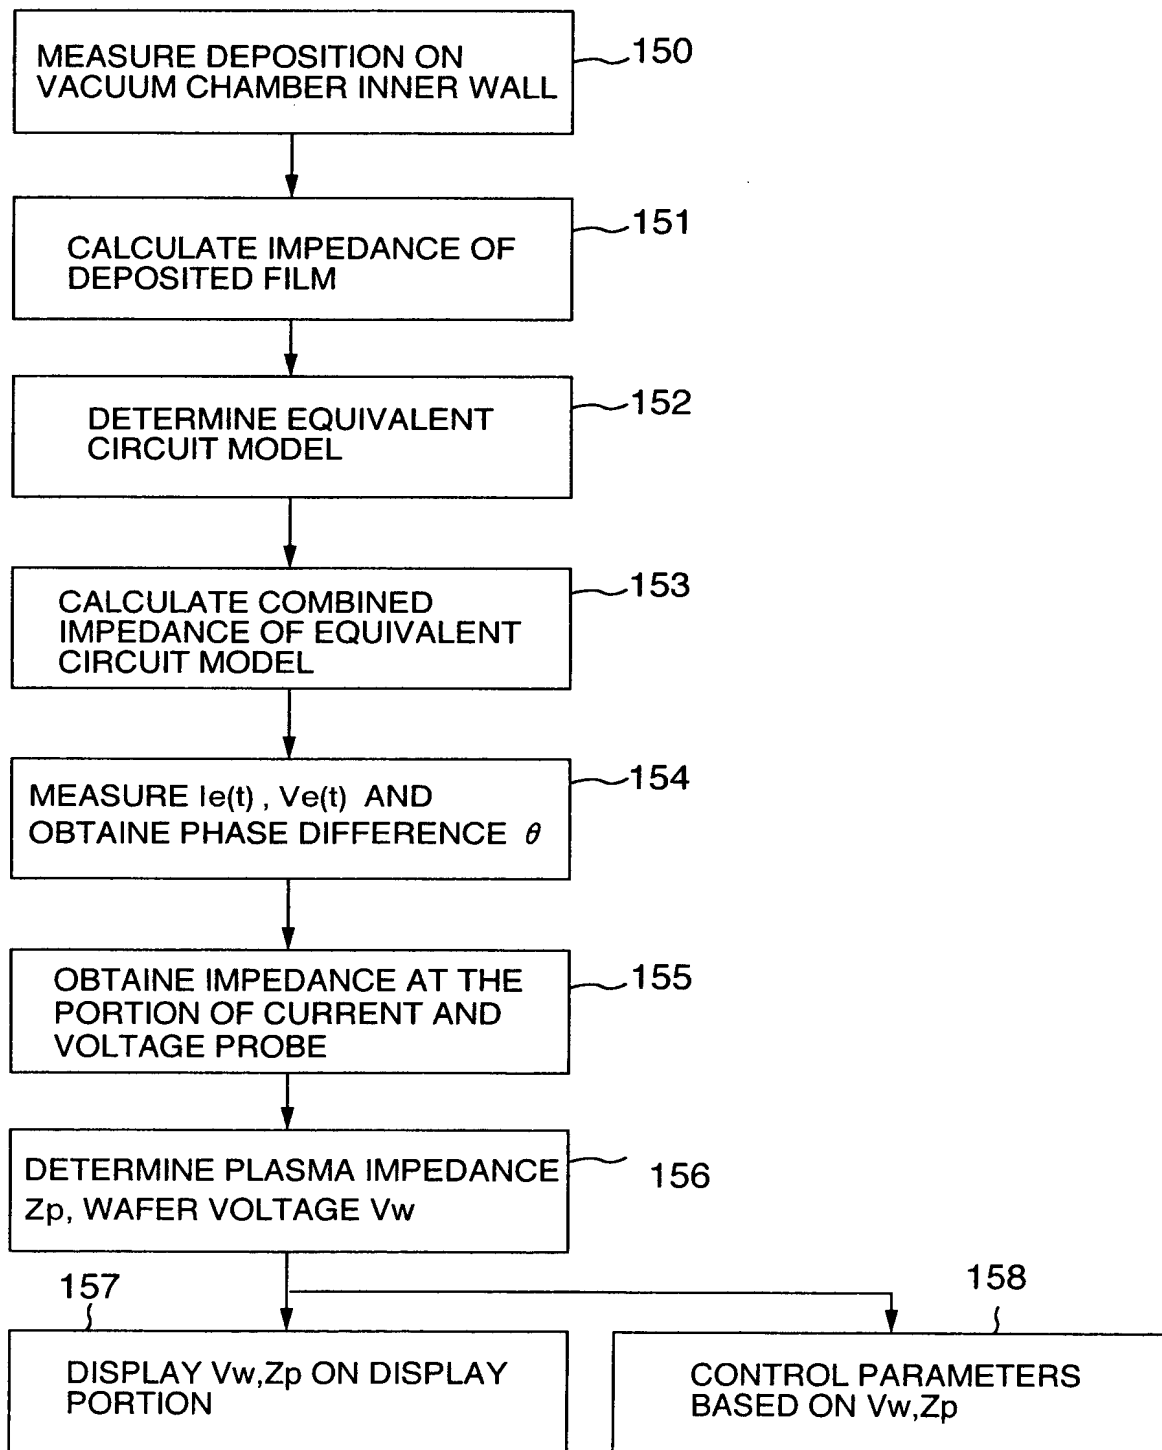 MEASURE DEPOSITION ON
VACUUM CHAMBER INNER WALL
150
CALCULATE IMPEDANCE OF
DEPOSITED FILM
151
DETERMINE EQUIVALENT
CIRCUIT MODEL
152
CALCULATE COMBINED
IMPEDANCE OF EQUIVALENT
CIRCUIT MODEL
153
MEASURE Ie(t) , Ve(t) AND
OBTAINE PHASE DIFFERENCE θ
154
OBTAINE IMPEDANCE AT THE
PORTION OF CURRENT AND
VOLTAGE PROBE
155
DETERMINE PLASMA IMPEDANCE
Zp, WAFER VOLTAGE Vw
156
157
DISPLAY Vw,Zp ON DISPLAY
PORTION
158
CONTROL PARAMETERS
BASED ON Vw,Zp